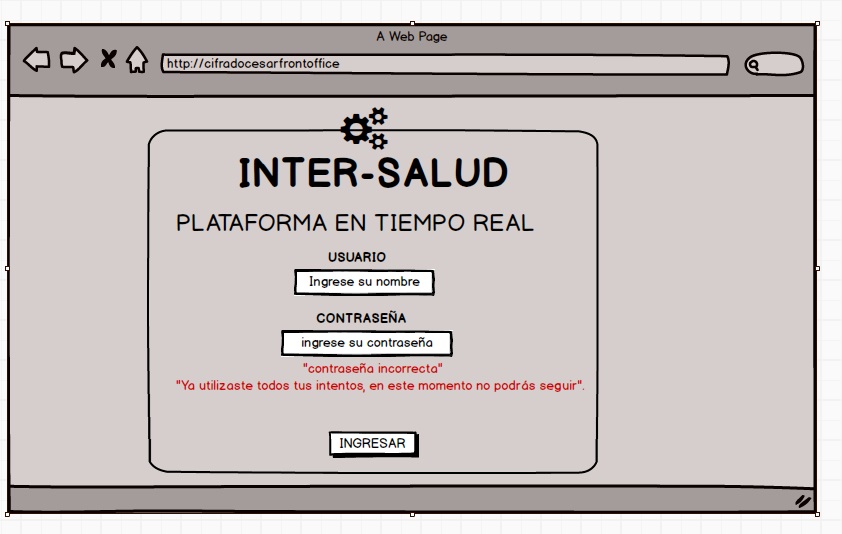 A Web Page
http://cifradocesarfrontoffice
INTER-SALUD
PLATAFORMA EN TIEMPO REAL
USUARIO
Ingrese su nombre
CONTRASEÑA
ingrese su contraseña
"contraseña incorrecta"
"Ya utilizaste todos tus intentos, en este momento no podrás seguir".
INGRESAR